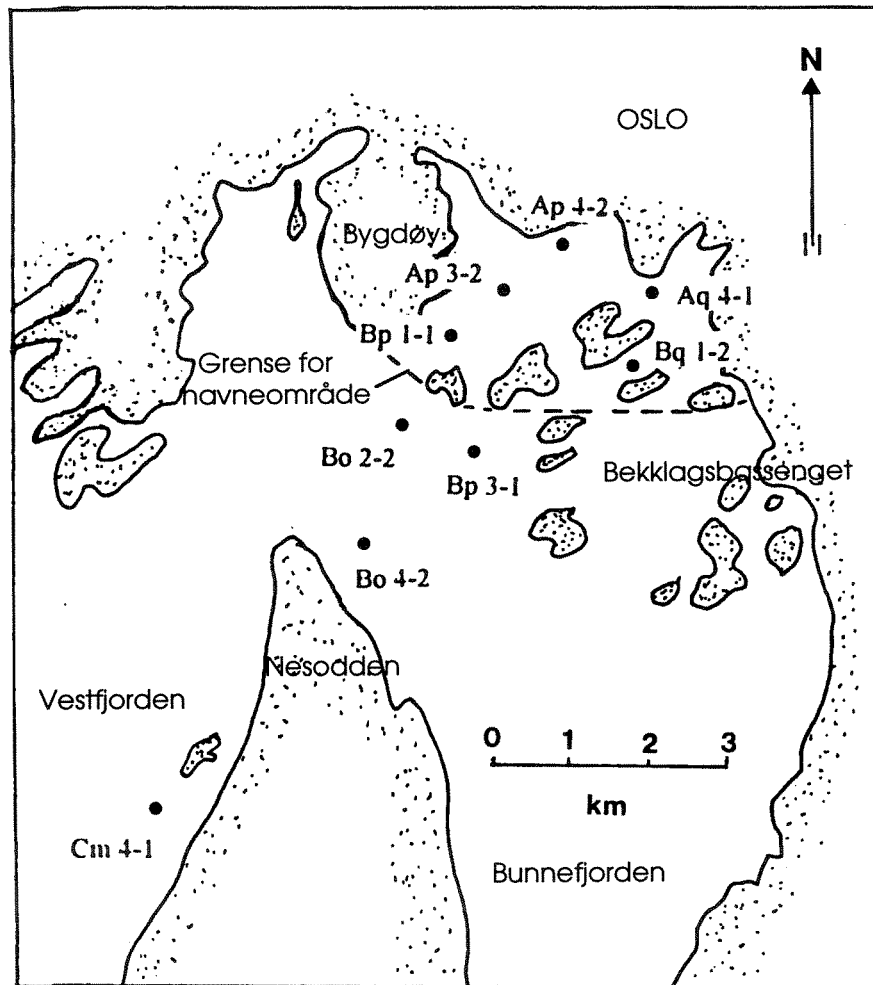 N
OSLO
Ap 4-2
Bygdøy
Ap 3-2
Aq 4-1
Bp 1-1
Bq 1-2
Grense for
havneområde
Bo 2-2
Bp 3-1
Bekklagsbassenget
Bo 4-2
Nesodden
Vestfjorden
0 1 2 3
km
Cm 4-1
Bunnefjorden